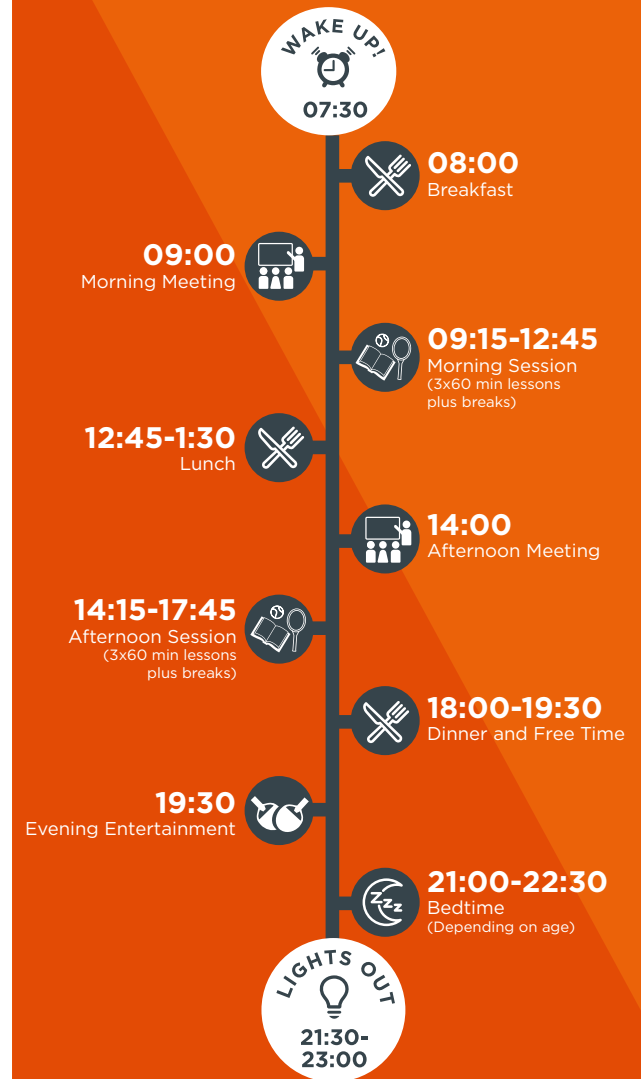 WAKE UP!
07:30
08:00
Breakfast
09:00
Morning Meeting
09:15-12:45
Morning Session
(3x60 min lessons
plus breaks)
12:45-1:30
Lunch
14:00
Afternoon Meeting
14:15-17:45
Afternoon Session
(3x60 min lessons
plus breaks)
18:00-19:30
Dinner and Free Time
19:30
Evening Entertainment
21:00-22:30
Bedtime
(Depending on age)
zzz
LIGHTS OUT
21:30-
23:00